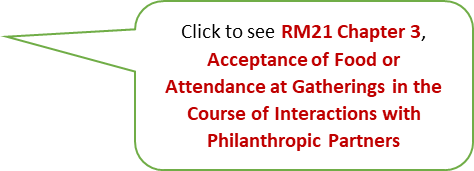 Click to see RM21 Chapter 3,
Acceptance of Food or
Attendance at Gatherings in the
Course of Interactions with
Philanthropic Partners